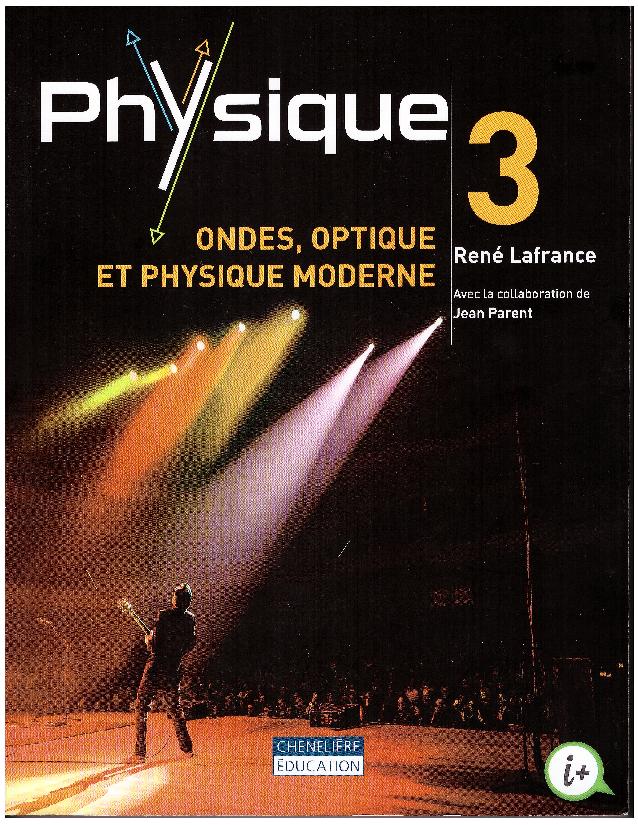 Physique
3
ONDES, OPTIQUE
ET PHYSIQUE MODERNE
René Lafrance
Avec la collaboration de
Jean Parent
CHENELIÈRE
ÉDUCATION
i+